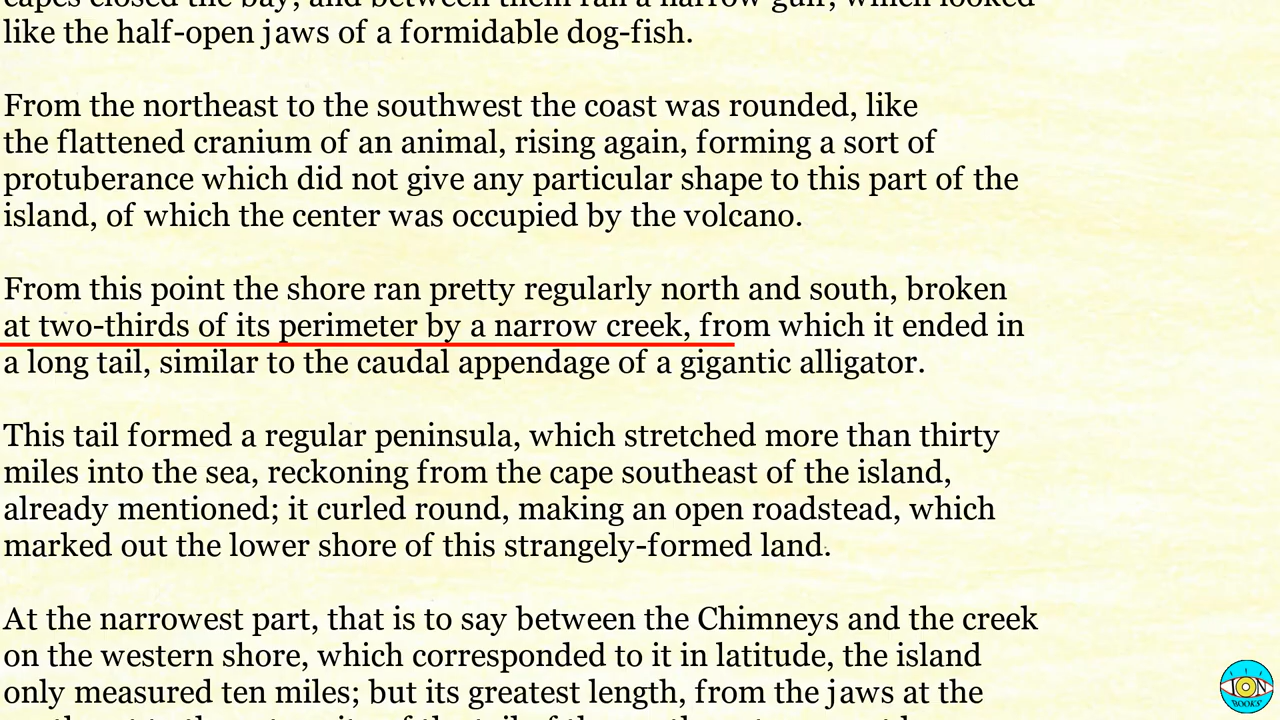 like the half-open jaws of a formidable dog-fish.
From the northeast to the southwest the coast was rounded, like
the flattened cranium of an animal, rising again, forming a sort of
protuberance which did not give any particular shape to this part of the
island, of which the center was occupied by the volcano.
From this point the shore ran pretty regularly north and south, broken
at two-thirds of its perimeter by a narrow creek, from which it ended in
a long tail, similar to the caudal appendage of a gigantic alligator.
This tail formed a regular peninsula, which stretched more than thirty
miles into the sea, reckoning from the cape southeast of the island,
already mentioned; it curled round, making an open roadstead, which
marked out the lower shore of this strangely-formed land.
At the narrowest part, that is to say between the Chimneys and the creek
on the western shore, which corresponded to it in latitude, the island
only measured ten miles; but its greatest length, from the jaws at the
ION
BOOKS